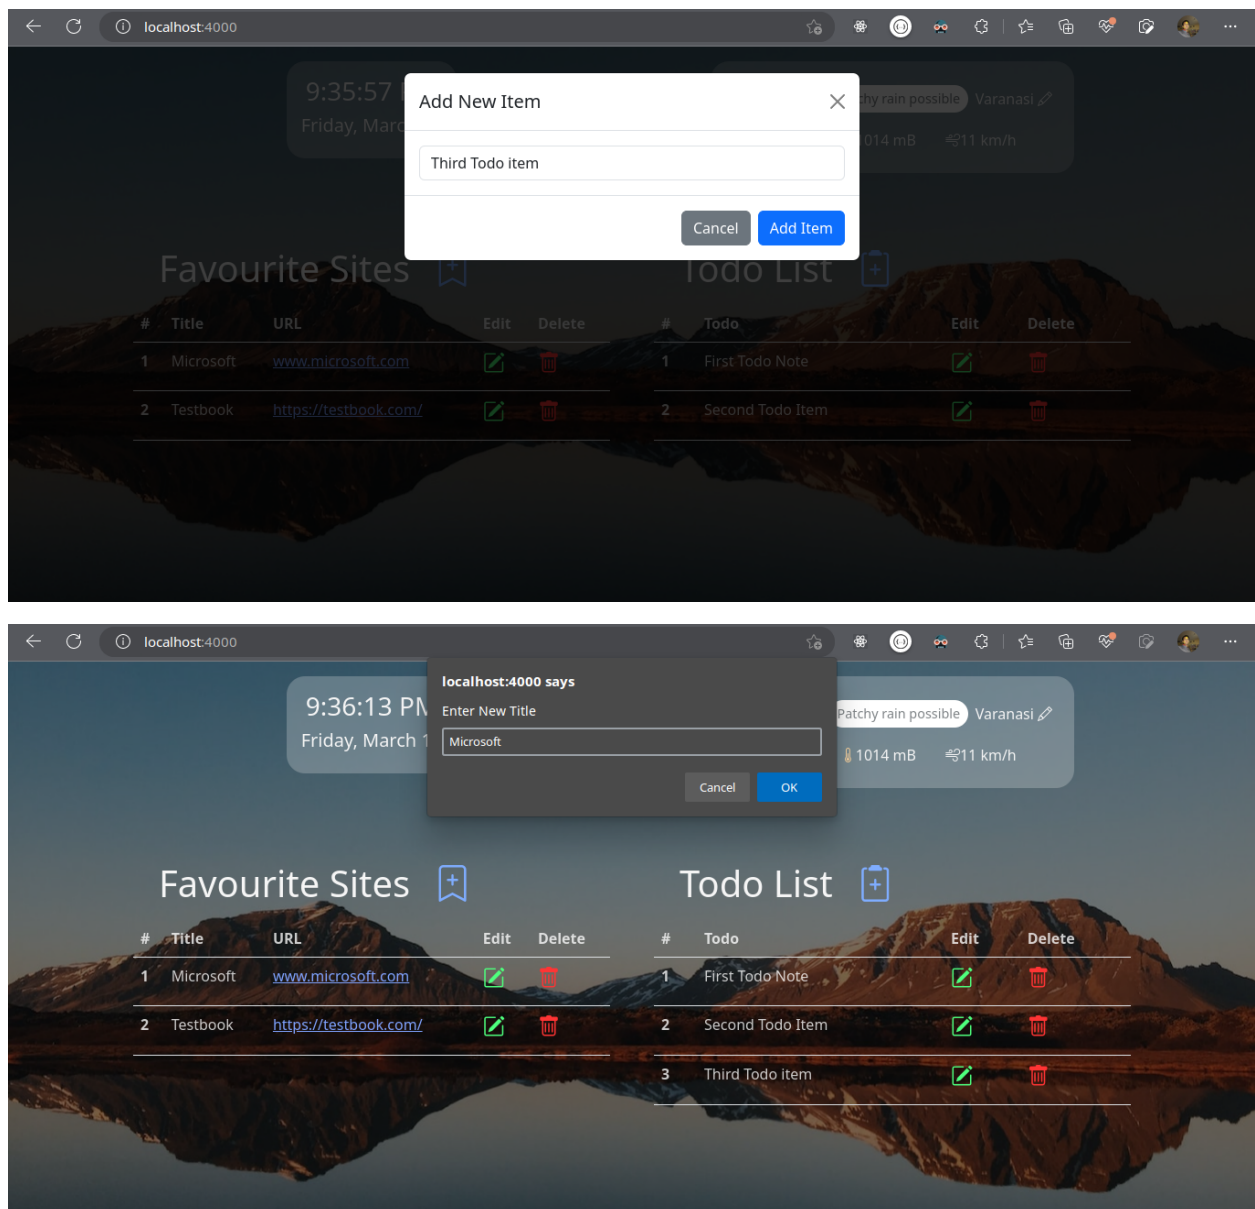 localhost:4000
9:35:57
Friday, Marc
Add New Item
Third Todo item
Cancel Add Item
chy rain possible Varanasi
1014 mB 11 km/h
Favourite Sites
Todo List
# Title URL Edit Delete
1 Microsoft www.microsoft.com
2 Testbook https://testbook.com/
# Todo Edit Delete
1 First Todo Note
2 Second Todo Item
localhost:4000
9:36:13 PM
Friday, March 1
localhost:4000 says
Enter New Title
Microsoft
Cancel OK
Patchy rain possible Varanasi
1014 mB 11 km/h
Favourite Sites
Todo List
# Title URL Edit Delete
1 Microsoft www.microsoft.com
2 Testbook https://testbook.com/
# Todo Edit Delete
1 First Todo Note
2 Second Todo Item
3 Third Todo item